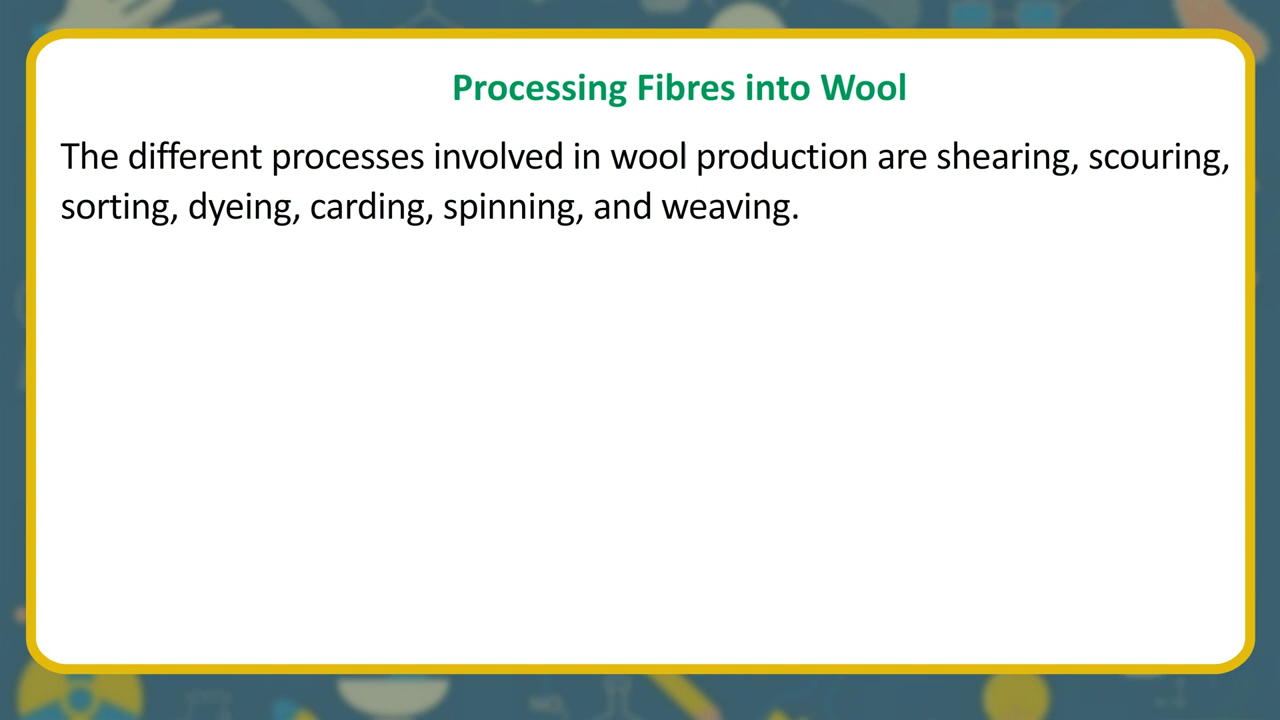 Processing Fibres into Wool
The different processes involved in wool production are shearing, scouring,
sorting, dyeing, carding, spinning, and weaving.
NO₂